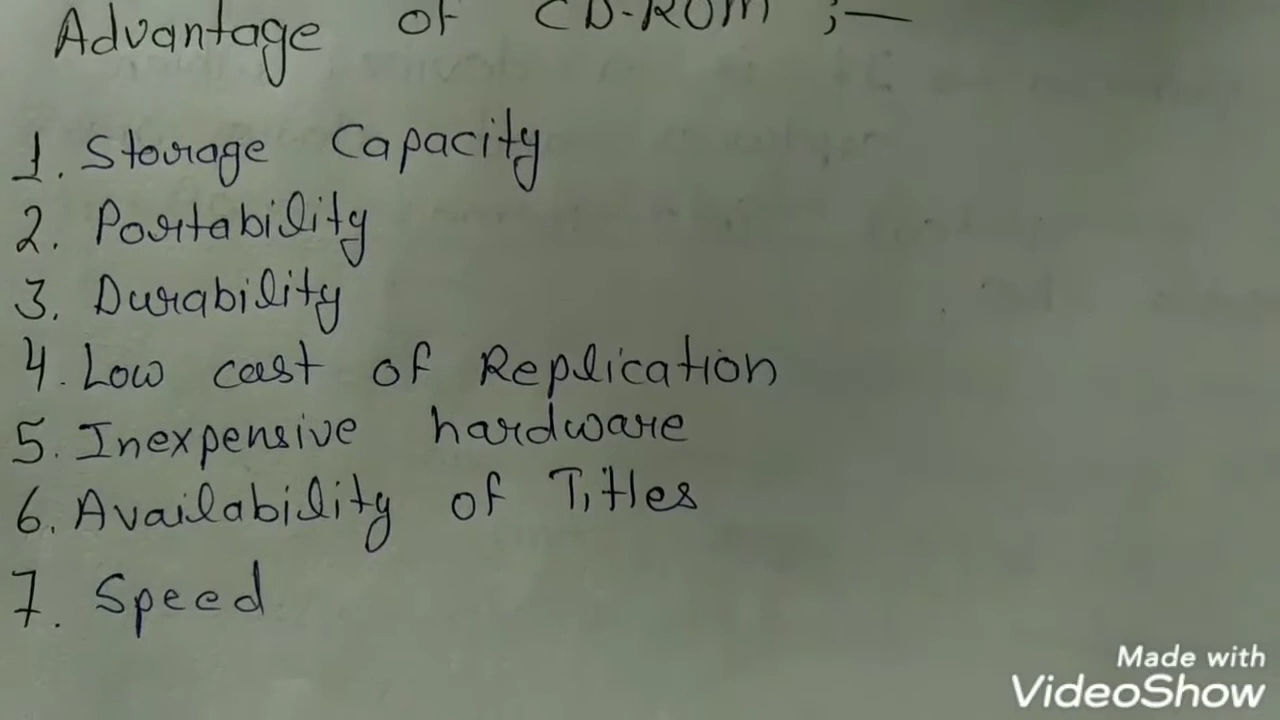 Advantage of CD-ROM ;—
1. Storage Capacity
2. Portability
3. Durability
4. Low cast of Replication
5. Inexpensive hardware
6. Availability of Titles
7. Speed
Made with
VideoShow